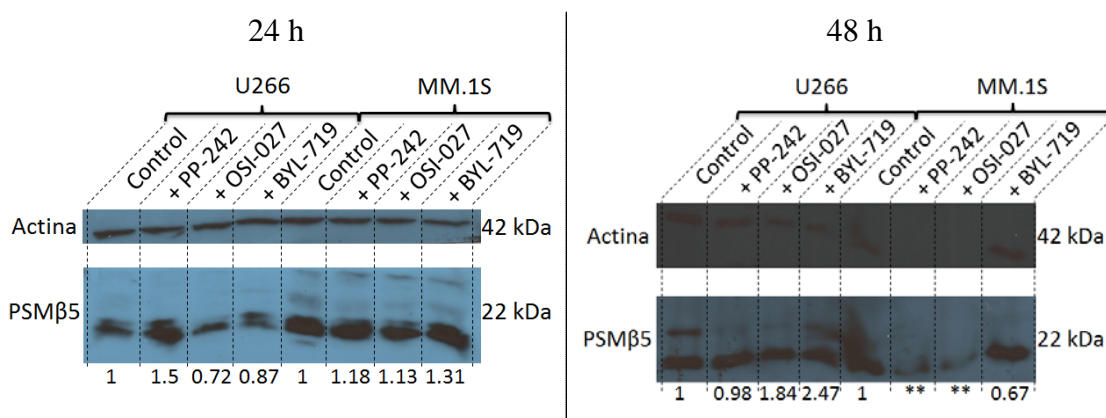 24 h
U266 MM.1S
Control + PP-242 + OSI-027 + BYL-719 Control + PP-242 + OSI-027 + BYL-719
Actina 42 kDa
PSMβ5 22 kDa
1 1.5 0.72 0.87 1 1.18 1.13 1.31
48 h
U266 MM.1S
Control + PP-242 + OSI-027 + BYL-719 Control + PP-242 + OSI-027 + BYL-719
Actina 42 kDa
PSMβ5 22 kDa
1 0.98 1.84 2.47 1 ** ** 0.67